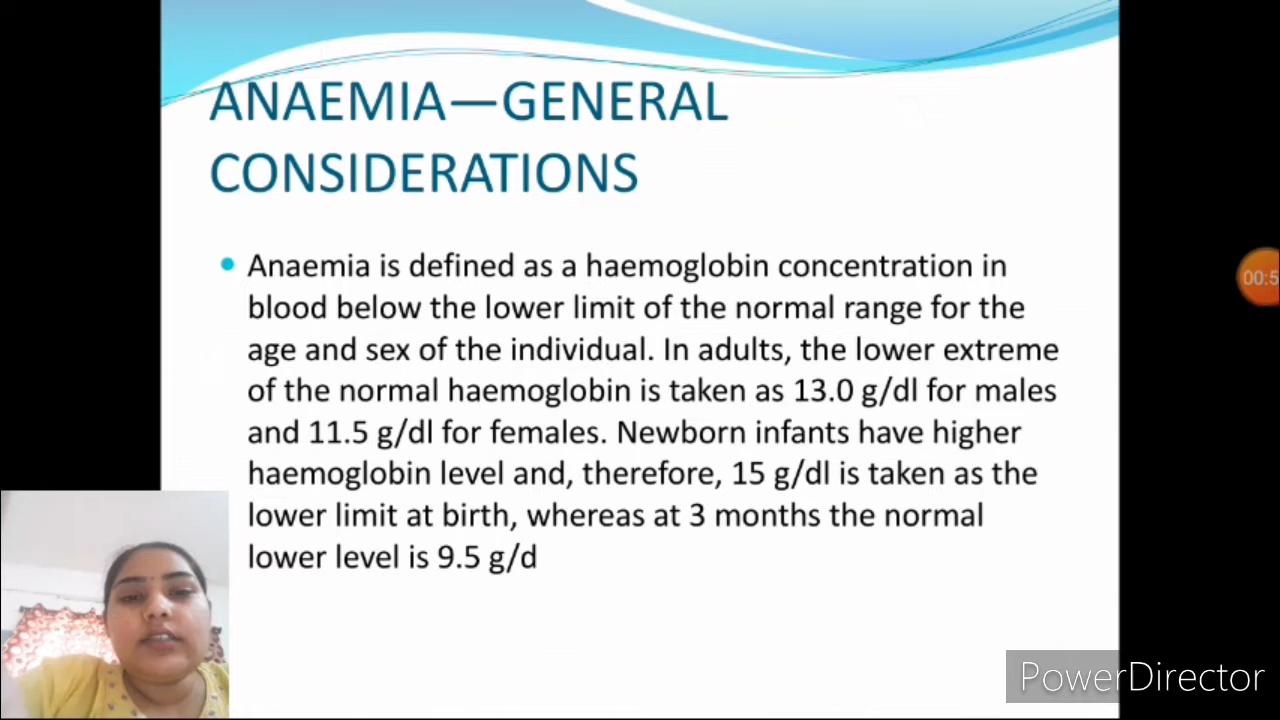 ANAEMIA—GENERAL
CONSIDERATIONS
Anaemia is defined as a haemoglobin concentration in
blood below the lower limit of the normal range for the
age and sex of the individual. In adults, the lower extreme
of the normal haemoglobin is taken as 13.0 g/dl for males
and 11.5 g/dl for females. Newborn infants have higher
haemoglobin level and, therefore, 15 g/dl is taken as the
lower limit at birth, whereas at 3 months the normal
lower level is 9.5 g/d
00:5
PowerDirector